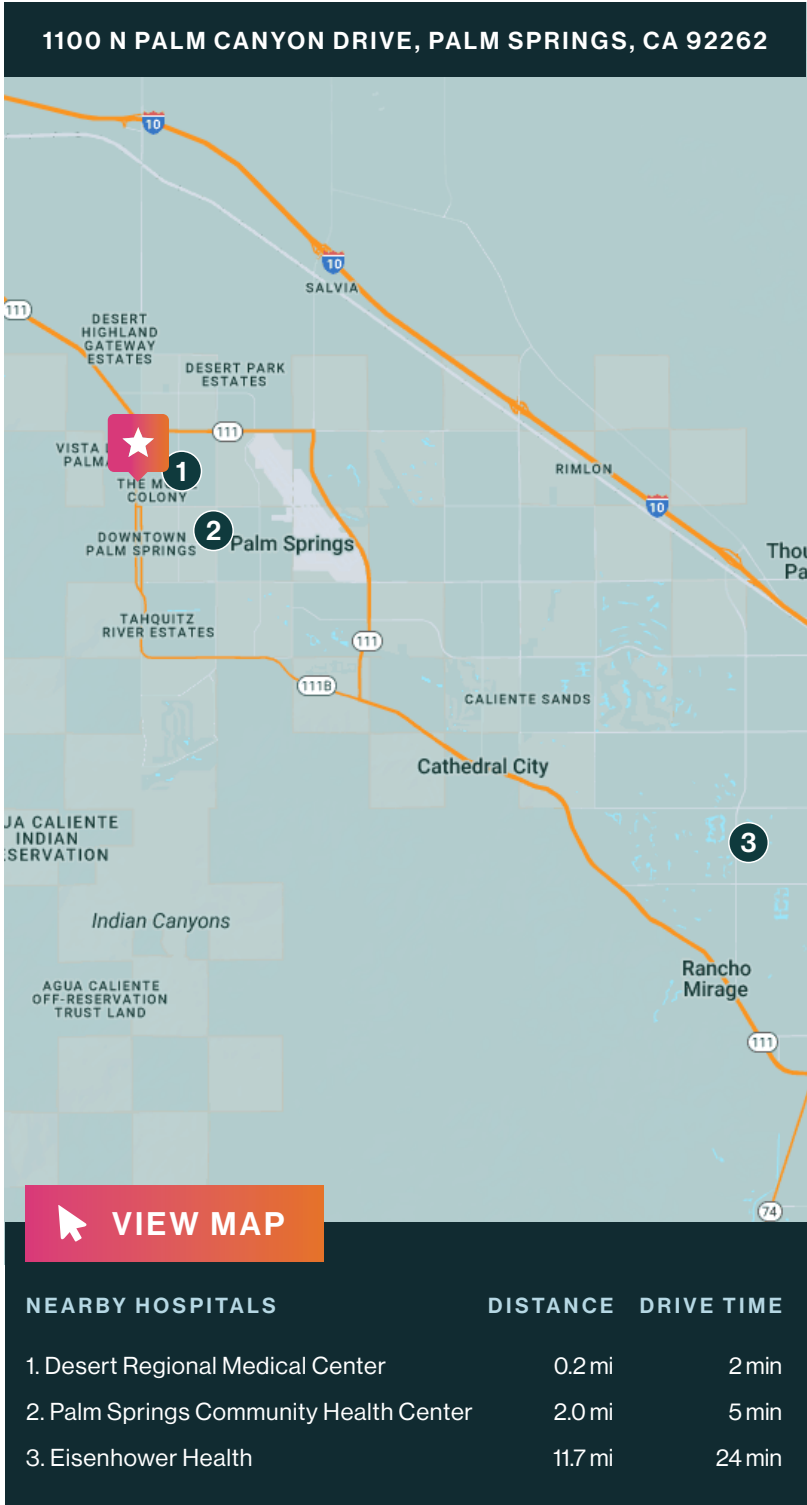 1100 N PALM CANYON DRIVE, PALM SPRINGS, CA 92262
10
10
SALVIA
111
DESERT
HIGHLAND
GATEWAY
ESTATES
DESERT PARK
ESTATES
111
VISTA
1
THE
COLONY
RIMLON
10
2
DOWNTOWN
PALM SPRINGS
Palm Springs
TAHQUITZ
RIVER ESTATES
111
111B
CALIENTE SANDS
Cathedral City
CALIENTE
INDIAN
3
Indian Canyons
AGUA CALIENTE
OFF-RESERVATION
TRUST LAND
Rancho
Mirage
111
74
VIEW MAP
NEARBY HOSPITALS DISTANCE DRIVE TIME
1. Desert Regional Medical Center 0.2 mi 2 min
2. Palm Springs Community Health Center 2.0 mi 5 min
3. Eisenhower Health 11.7 mi 24 min